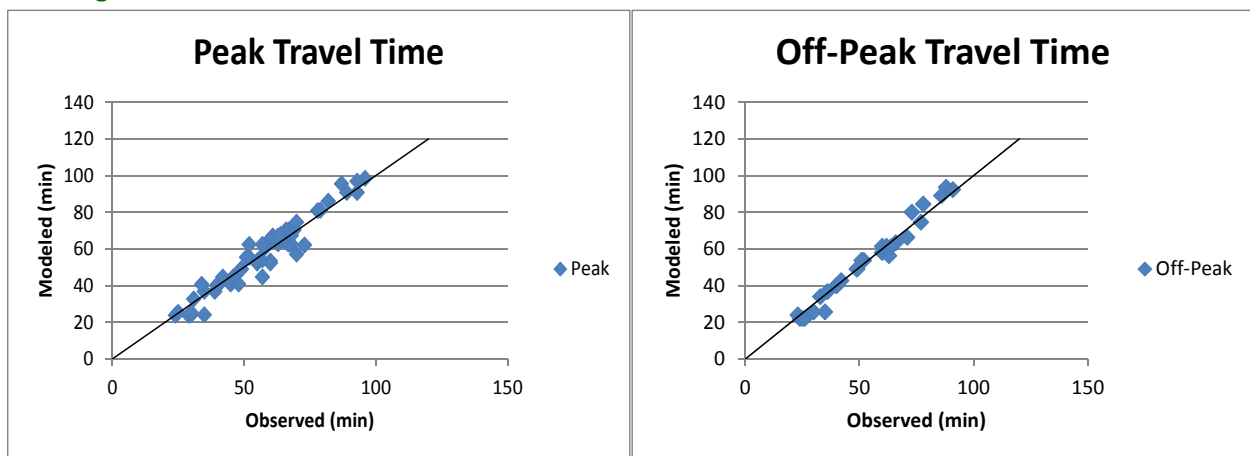 Peak Travel Time
140
120
100
80
60
40
20
0
0 50 100 150
Modeled (min)
Observed (min)
Peak
Off-Peak Travel Time
140
120
100
80
60
40
20
0
0 50 100 150
Modeled (min)
Observed (min)
Off-Peak